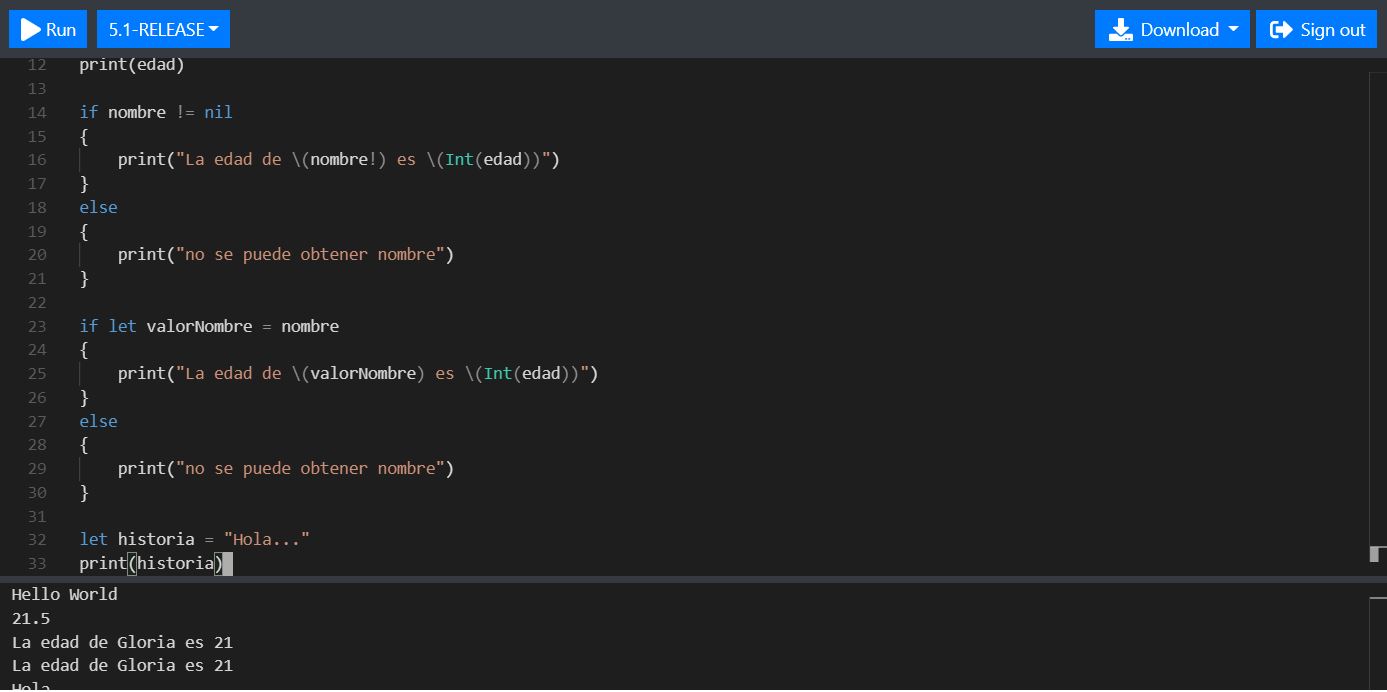 Run 5.1-RELEASE Download Sign out
12 print(edad)
13
14 if nombre != nil
15 {
16 print("La edad de \(nombre!) es \(Int(edad))")
17 }
18 else
19 {
20 print("no se puede obtener nombre")
21 }
22
23 if let valorNombre = nombre
24 {
25 print("La edad de \(valorNombre) es \(Int(edad))")
26 }
27 else
28 {
29 print("no se puede obtener nombre")
30 }
31
32 let historia = "Hola..."
33 print(historia)
Hello World
21.5
La edad de Gloria es 21
La edad de Gloria es 21
Hola